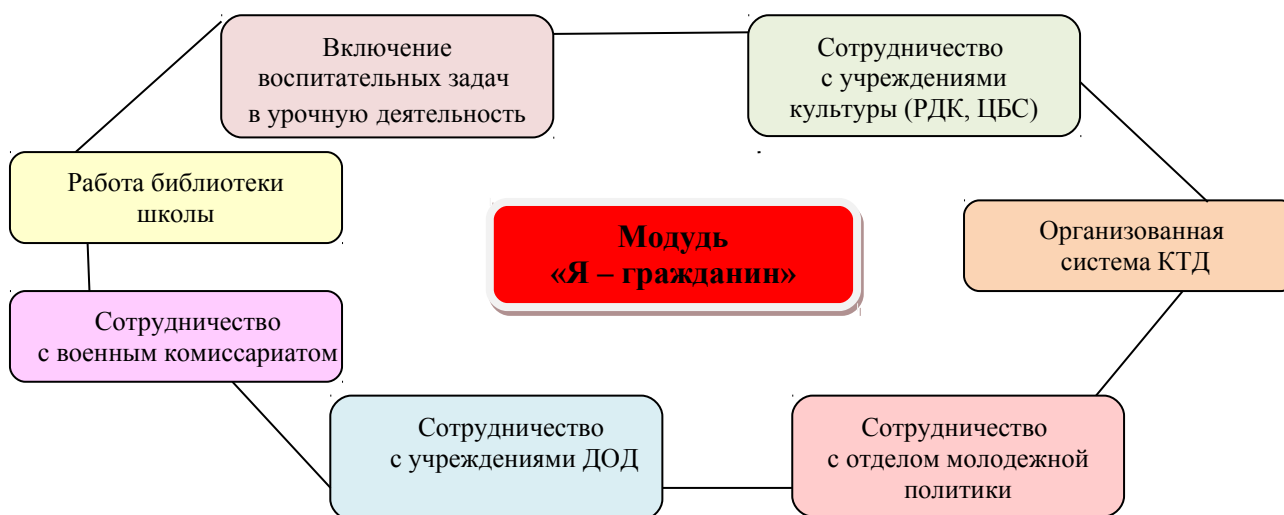 Включение
воспитательных задач
в урочную деятельность
Сотрудничество
с учреждениями
культуры (РДК, ЦБС)
Работа библиотеки
школы
Модудь
«Я – гражданин»
Организованная
система КТД
Сотрудничество
с военным комиссариатом
Сотрудничество
с учреждениями ДОД
Сотрудничество
с отделом молодежной
политики